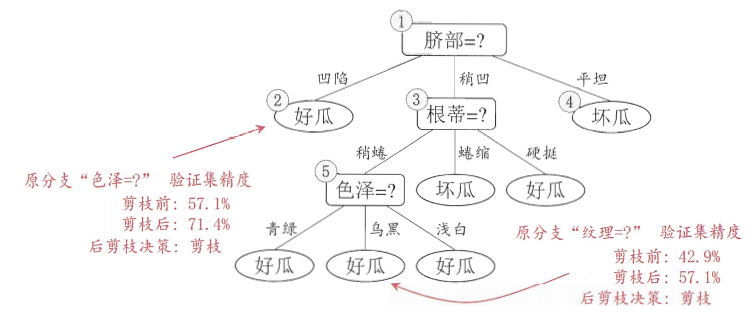 ①
脐部=?
凹陷 稍凹 平坦
② ③ ④
好瓜 根蒂=? 坏瓜
稍蜷 蜷缩 硬挺
⑤
色泽=? 坏瓜 好瓜
原分支“色泽=?” 验证集精度
剪枝前: 57.1%
剪枝后: 71.4%
后剪枝决策: 剪枝
青绿 乌黑 浅白
好瓜 好瓜 好瓜
原分支“纹理=?” 验证集精度
剪枝前: 42.9%
剪枝后: 57.1%
后剪枝决策: 剪枝